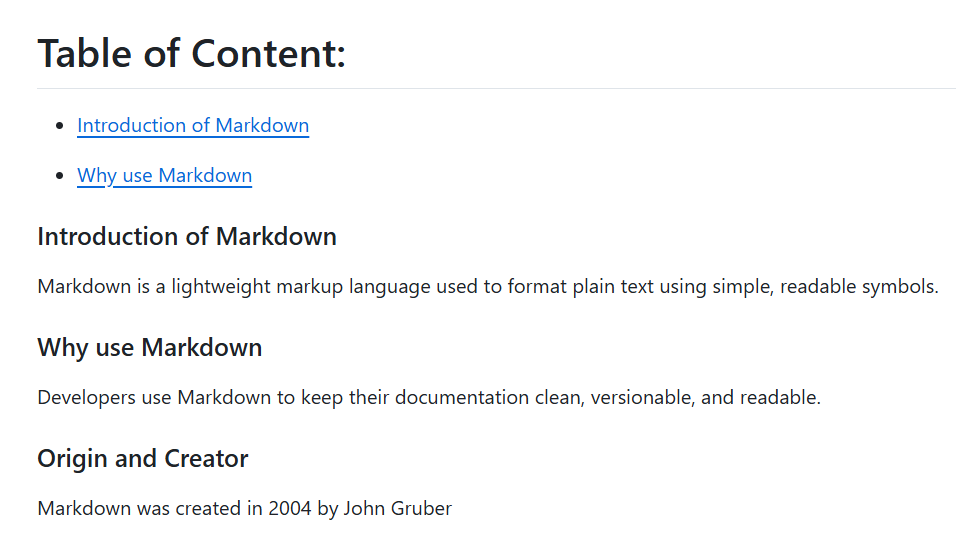 Table of Content:
Introduction of Markdown
Why use Markdown
Introduction of Markdown
Markdown is a lightweight markup language used to format plain text using simple, readable symbols.
Why use Markdown
Developers use Markdown to keep their documentation clean, versionable, and readable.
Origin and Creator
Markdown was created in 2004 by John Gruber